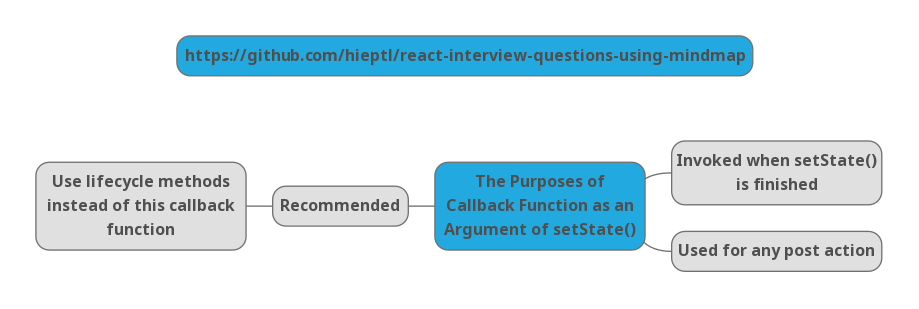 https://github.com/hieptl/react-interview-questions-using-mindmap
Use lifecycle methods
instead of this callback
function
Recommended
The Purposes of
Callback Function as an
Argument of setState()
Invoked when setState()
is finished
Used for any post action